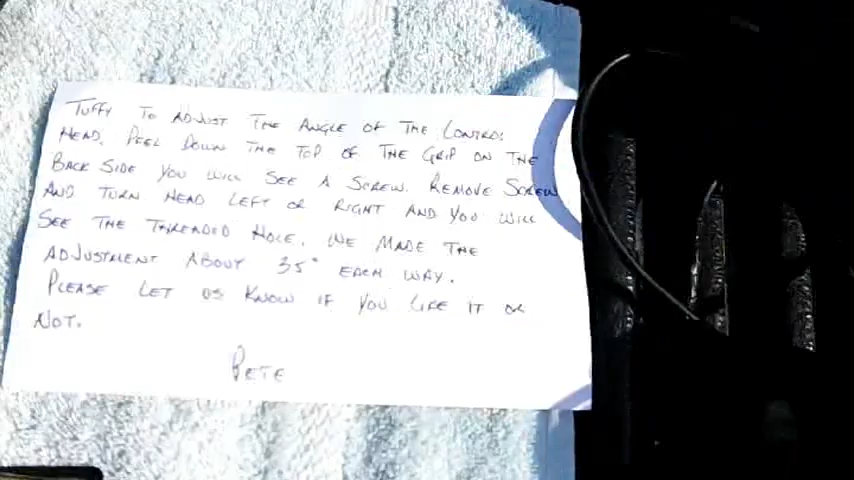 TUFFY TO ADJUST THE ANGLE OF THE CONTROL
HEAD. PEEL DOWN THE TOP OF THE GRIP ON THE
BACK SIDE YOU WILL SEE A SCREW. REMOVE SCREW
AND TURN HEAD LEFT OR RIGHT AND YOU WILL
SEE THE THREADED HOLE. WE MADE THE
ADJUSTMENT ABOUT 35° EACH WAY.
PLEASE LET US KNOW IF YOU LIKE IT OR
NOT.
PETE